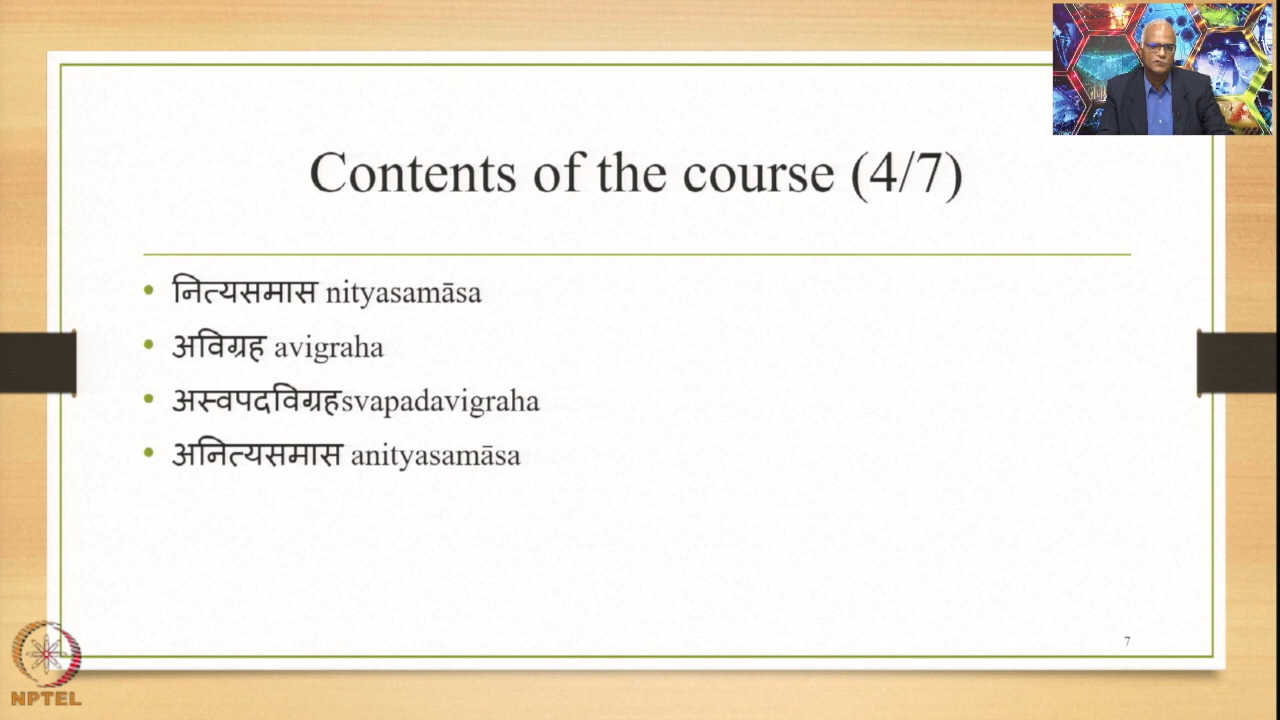 Contents of the course (4/7)
• नित्यसमास nityasamāsa
• अविग्रह avigraha
• अस्वपदविग्रहsvapadavigraha
• अनित्यसमास anityasamāsa
7
NPTEL